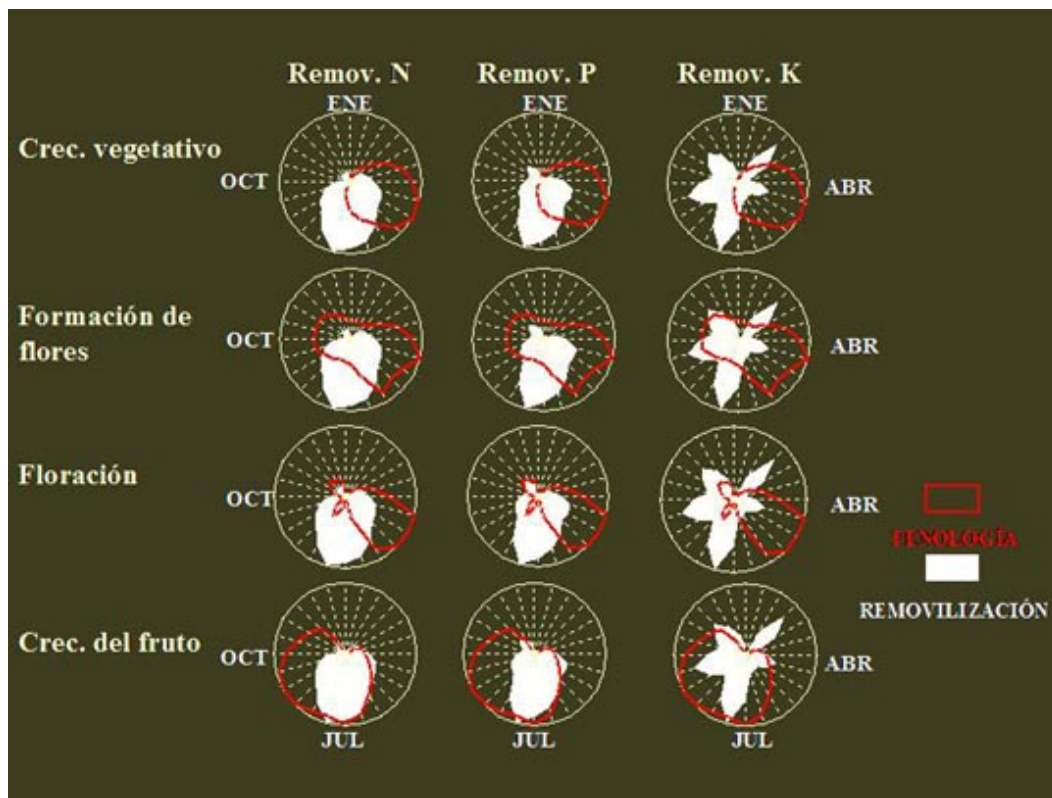 Remov. N Remov. P Remov. K
ENE ENE ENE
Crec. vegetativo
OCT ABR
Formación de
flores
OCT ABR
Floración
OCT ABR
FENOLOGÍA
REMOVILIZACIÓN
Crec. del fruto
OCT ABR
JUL JUL JUL